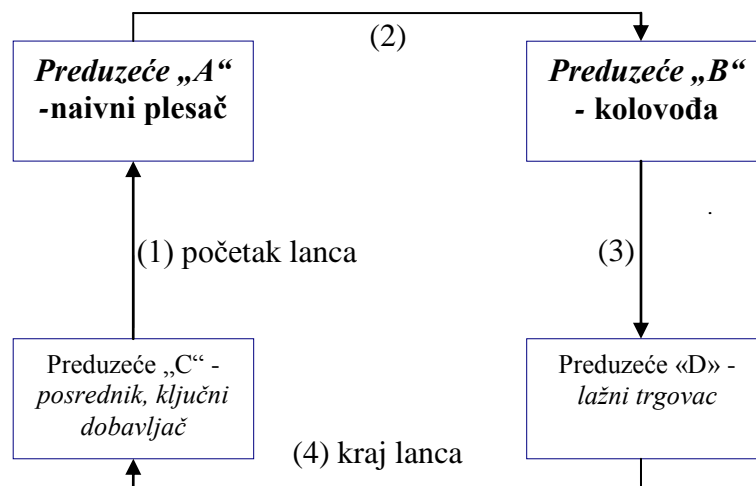 (2)
Preduzeće „A“
-naivni plesač
Preduzeće „B“
- kolovođa
(1) početak lanca
(3)
Preduzeće „C“ -
posrednik, ključni
dobavljač
Preduzeće «D» -
lažni trgovac
(4) kraj lanca